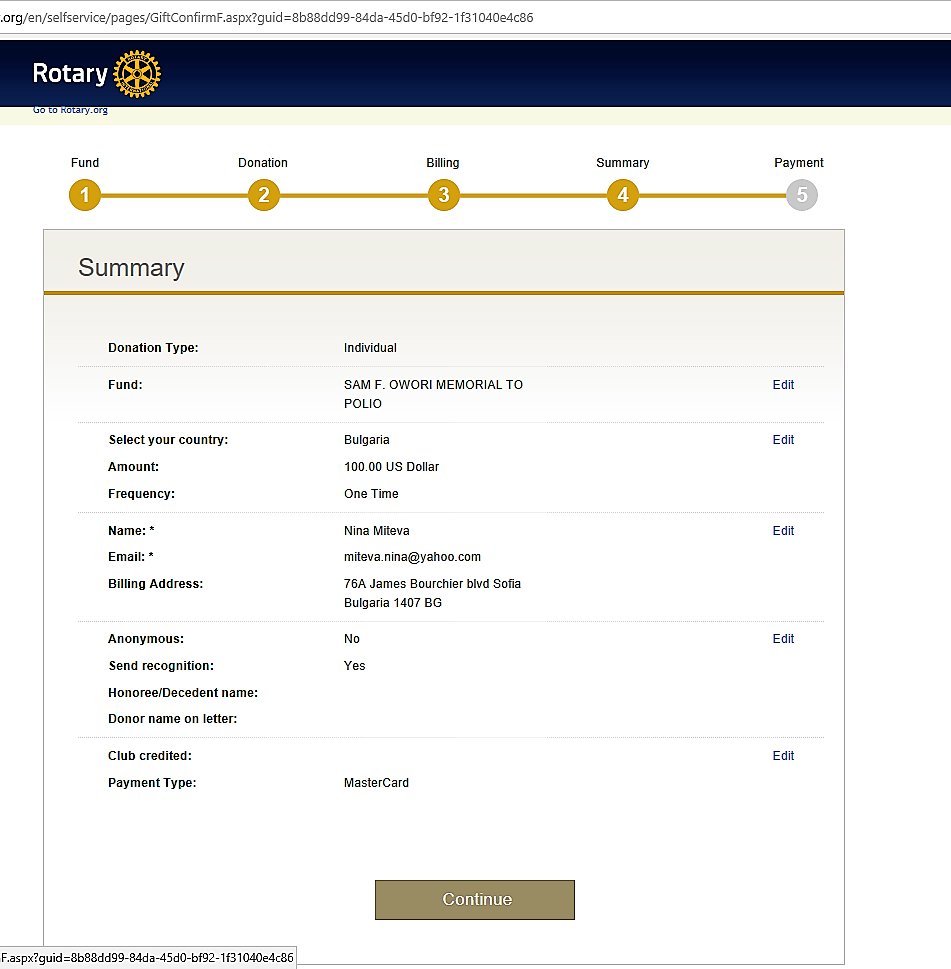 .org/en/selfservice/pages/GiftConfirmF.aspx?guid=8b88dd99-84da-45d0-bf92-1f31040e4c86
Rotary
Go to Rotary.org
Fund Donation Billing Summary Payment
1 2 3 4 5
Summary
Donation Type: Individual
Fund: SAM F. OWORI MEMORIAL TO Edit
POLIO
Select your country: Bulgaria Edit
Amount: 100.00 US Dollar
Frequency: One Time
Name: * Nina Miteva Edit
Email: * miteva.nina@yahoo.com
Billing Address: 76A James Bourchier blvd Sofia
Bulgaria 1407 BG
Anonymous: No Edit
Send recognition: Yes
Honoree/Decedent name:
Donor name on letter:
Club credited: Edit
Payment Type: MasterCard
Continue
F.aspx?guid=8b88dd99-84da-45d0-bf92-1f31040e4c86